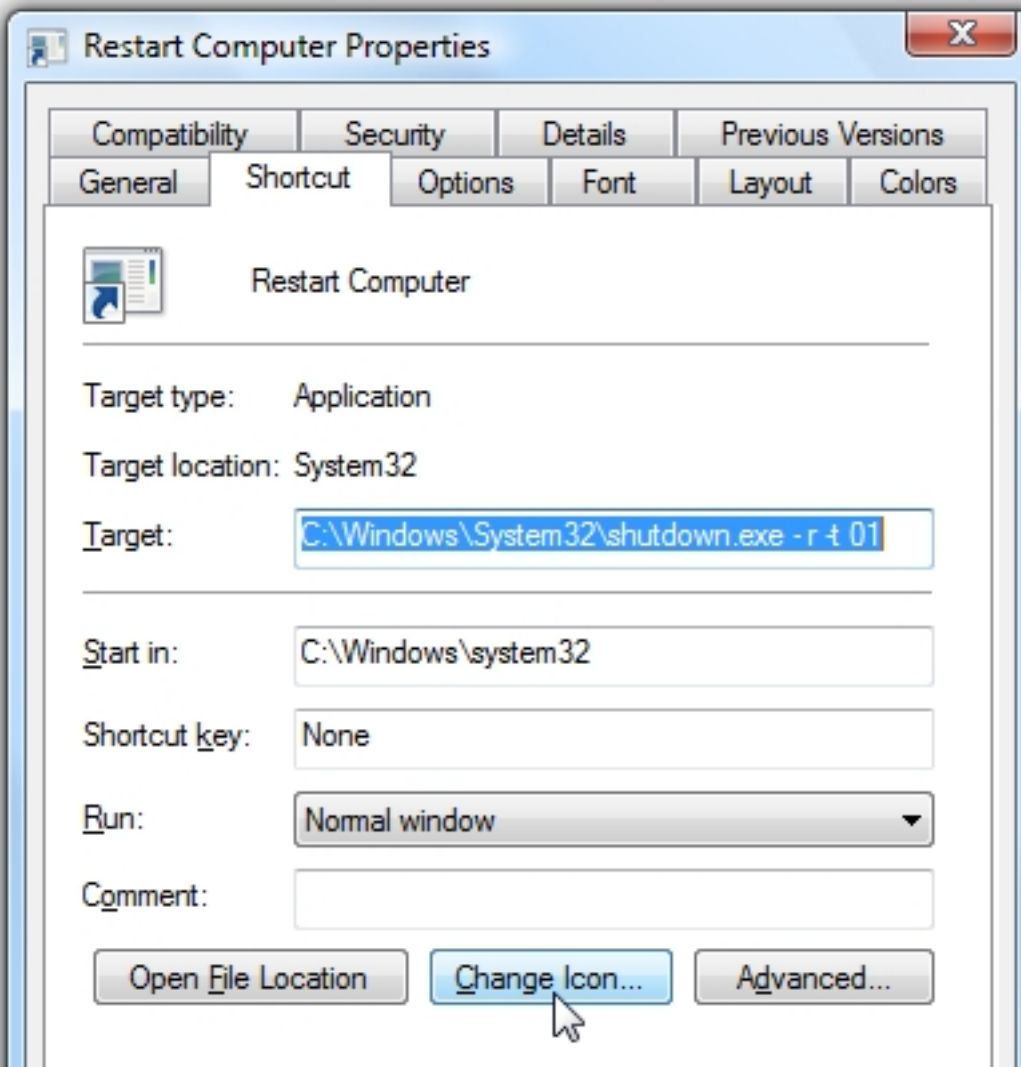 Restart Computer Properties
X
Compatibility Security Details Previous Versions
General Shortcut Options Font Layout Colors
Restart Computer
Target type: Application
Target location: System32
Target: C:\Windows\System32\shutdown.exe -r -t 01
Start in: C:\Windows\system32
Shortcut key: None
Run: Normal window
Comment:
Open File Location Change Icon... Advanced...